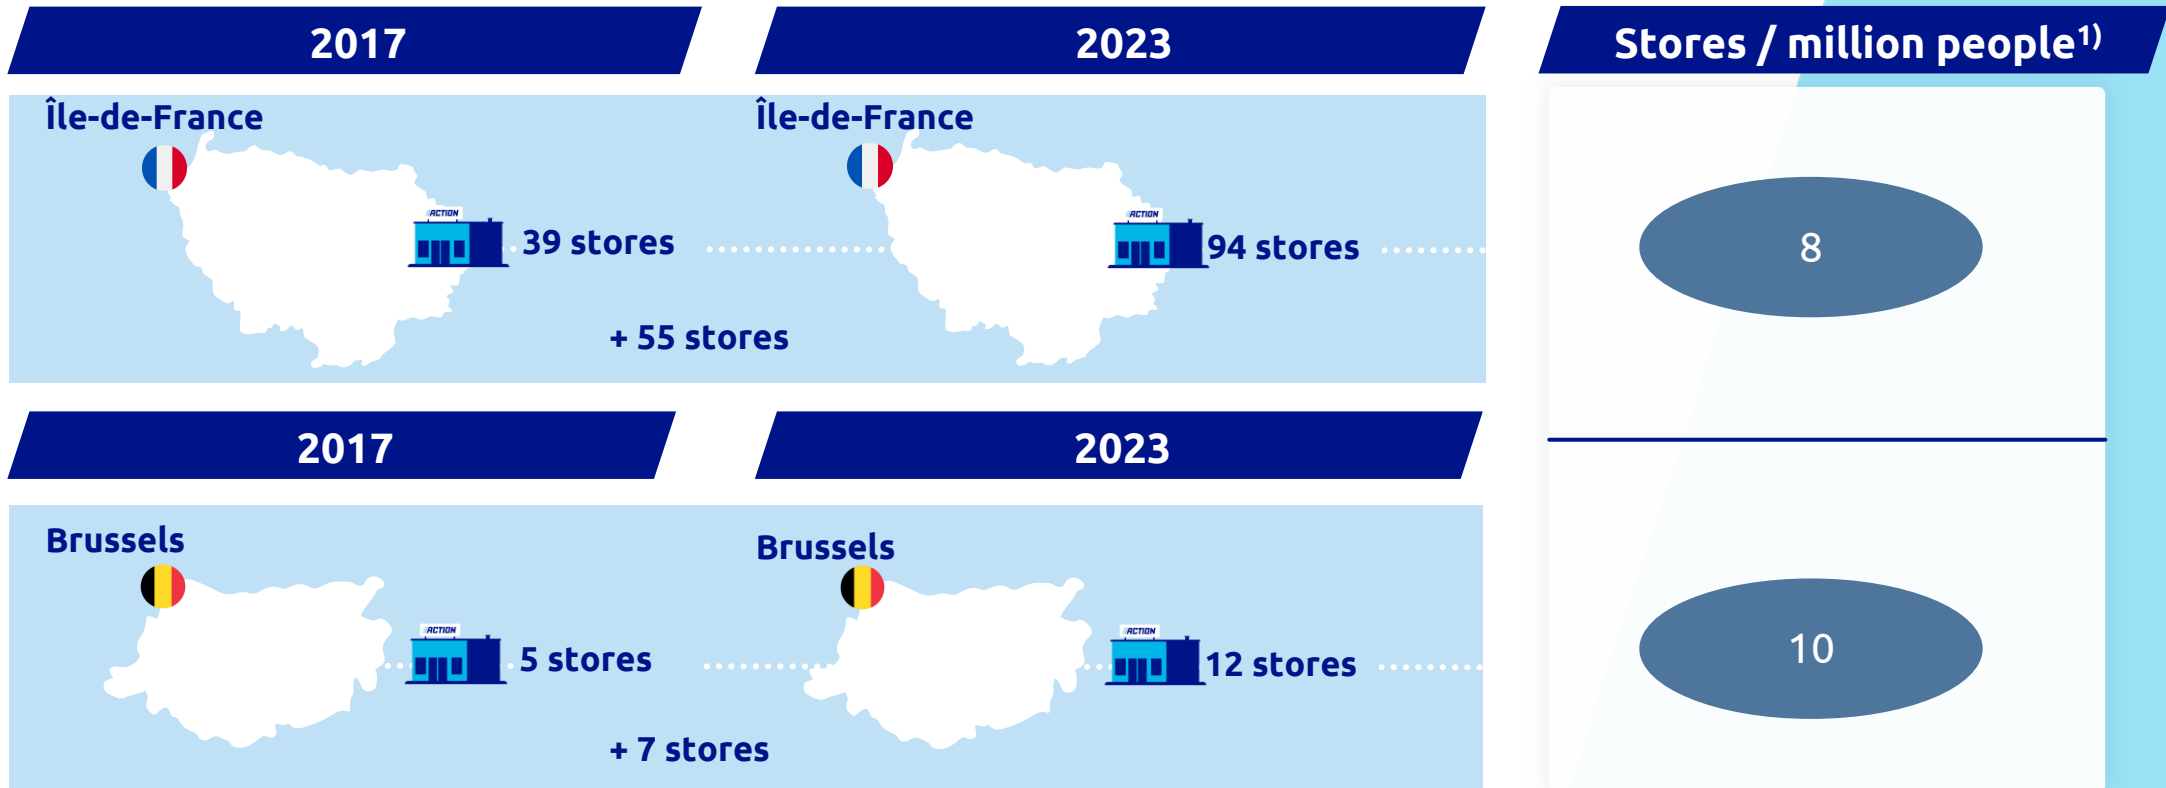 2017
2023
Stores / million people¹⁾
Île-de-France
Île-de-France
ACTION
39 stores
ACTION
94 stores
8
+ 55 stores
2017
2023
Brussels
Brussels
ACTION
5 stores
ACTION
12 stores
10
+ 7 stores